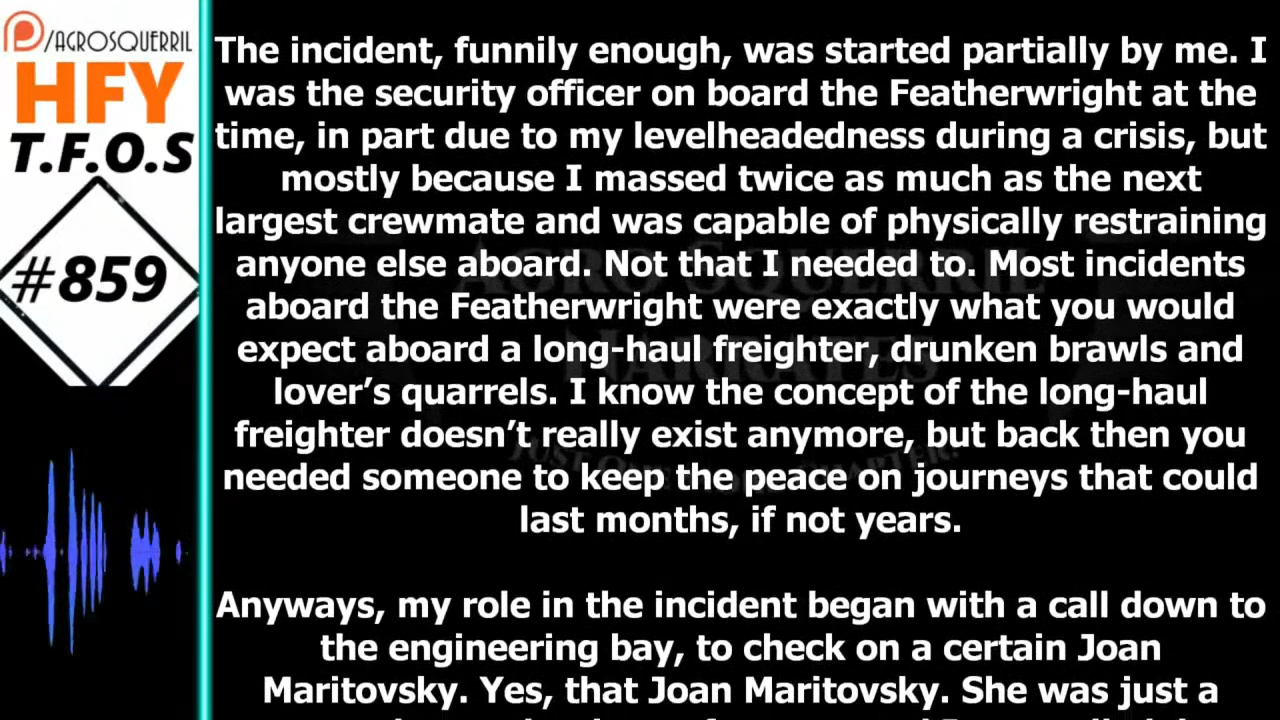 /AGROSQUERRIL
HFY
T.F.O.S
#859
The incident, funnily enough, was started partially by me. I
was the security officer on board the Featherwright at the
time, in part due to my levelheadedness during a crisis, but
mostly because I massed twice as much as the next
largest crewmate and was capable of physically restraining
anyone else aboard. Not that I needed to. Most incidents
aboard the Featherwright were exactly what you would
expect aboard a long-haul freighter, drunken brawls and
lover’s quarrels. I know the concept of the long-haul
freighter doesn’t really exist anymore, but back then you
needed someone to keep the peace on journeys that could
last months, if not years.
Anyways, my role in the incident began with a call down to
the engineering bay, to check on a certain Joan
Maritovsky. Yes, that Joan Maritovsky. She was just a
AGRO SQUERRIL
NARRATES